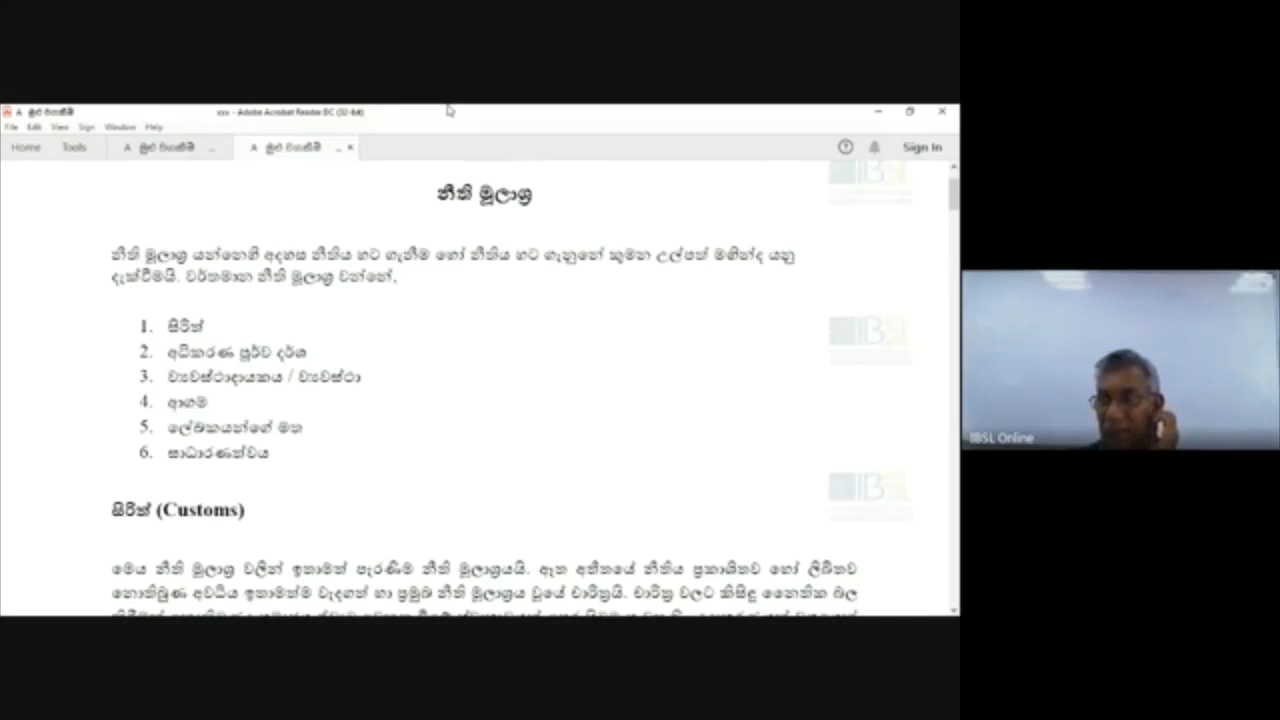 A මූල්‍ය ව්‍යාපෘති
xxx - Adobe Acrobat Reader DC (32-bit)
File Edit View Sign Window Help
Home Tools Sign In
නීති මූලාශ්‍ර
නීති මූලාශ්‍ර යන්නෙහි අදහස නීතිය හට ගැනීම හෝ නීතිය හට ගැනුනේ කුමන උල්පත් මඟින්ද යනු
දැක්වීමයි. වර්තමාන නීති මූලාශ්‍ර වන්නේ,
1. සිරිත්
2. අධිකරණ පූර්ව දර්ශ
3. ව්‍යවස්ථාදායකය / ව්‍යවස්ථා
4. ආගම
5. ලේඛකයන්ගේ මත
6. සාධාරණත්වය
සිරිත් (Customs)
මෙය නීති මූලාශ්‍ර වලින් ඉතාමත් පැරණිම නීති මූලාශ්‍රයයි. ඈත අතීතයේ නීතිය ප්‍රකාශිතව හෝ ලිඛිතව
නොතිබුණ අවධිය ඉතාමත්ම වැදගත් හා ප්‍රමුඛ නීති මූලාශ්‍රය වූයේ චාරිත්‍රයි. චාරිත්‍ර වලට කිසිදු නෛතික බල
IBSL Online